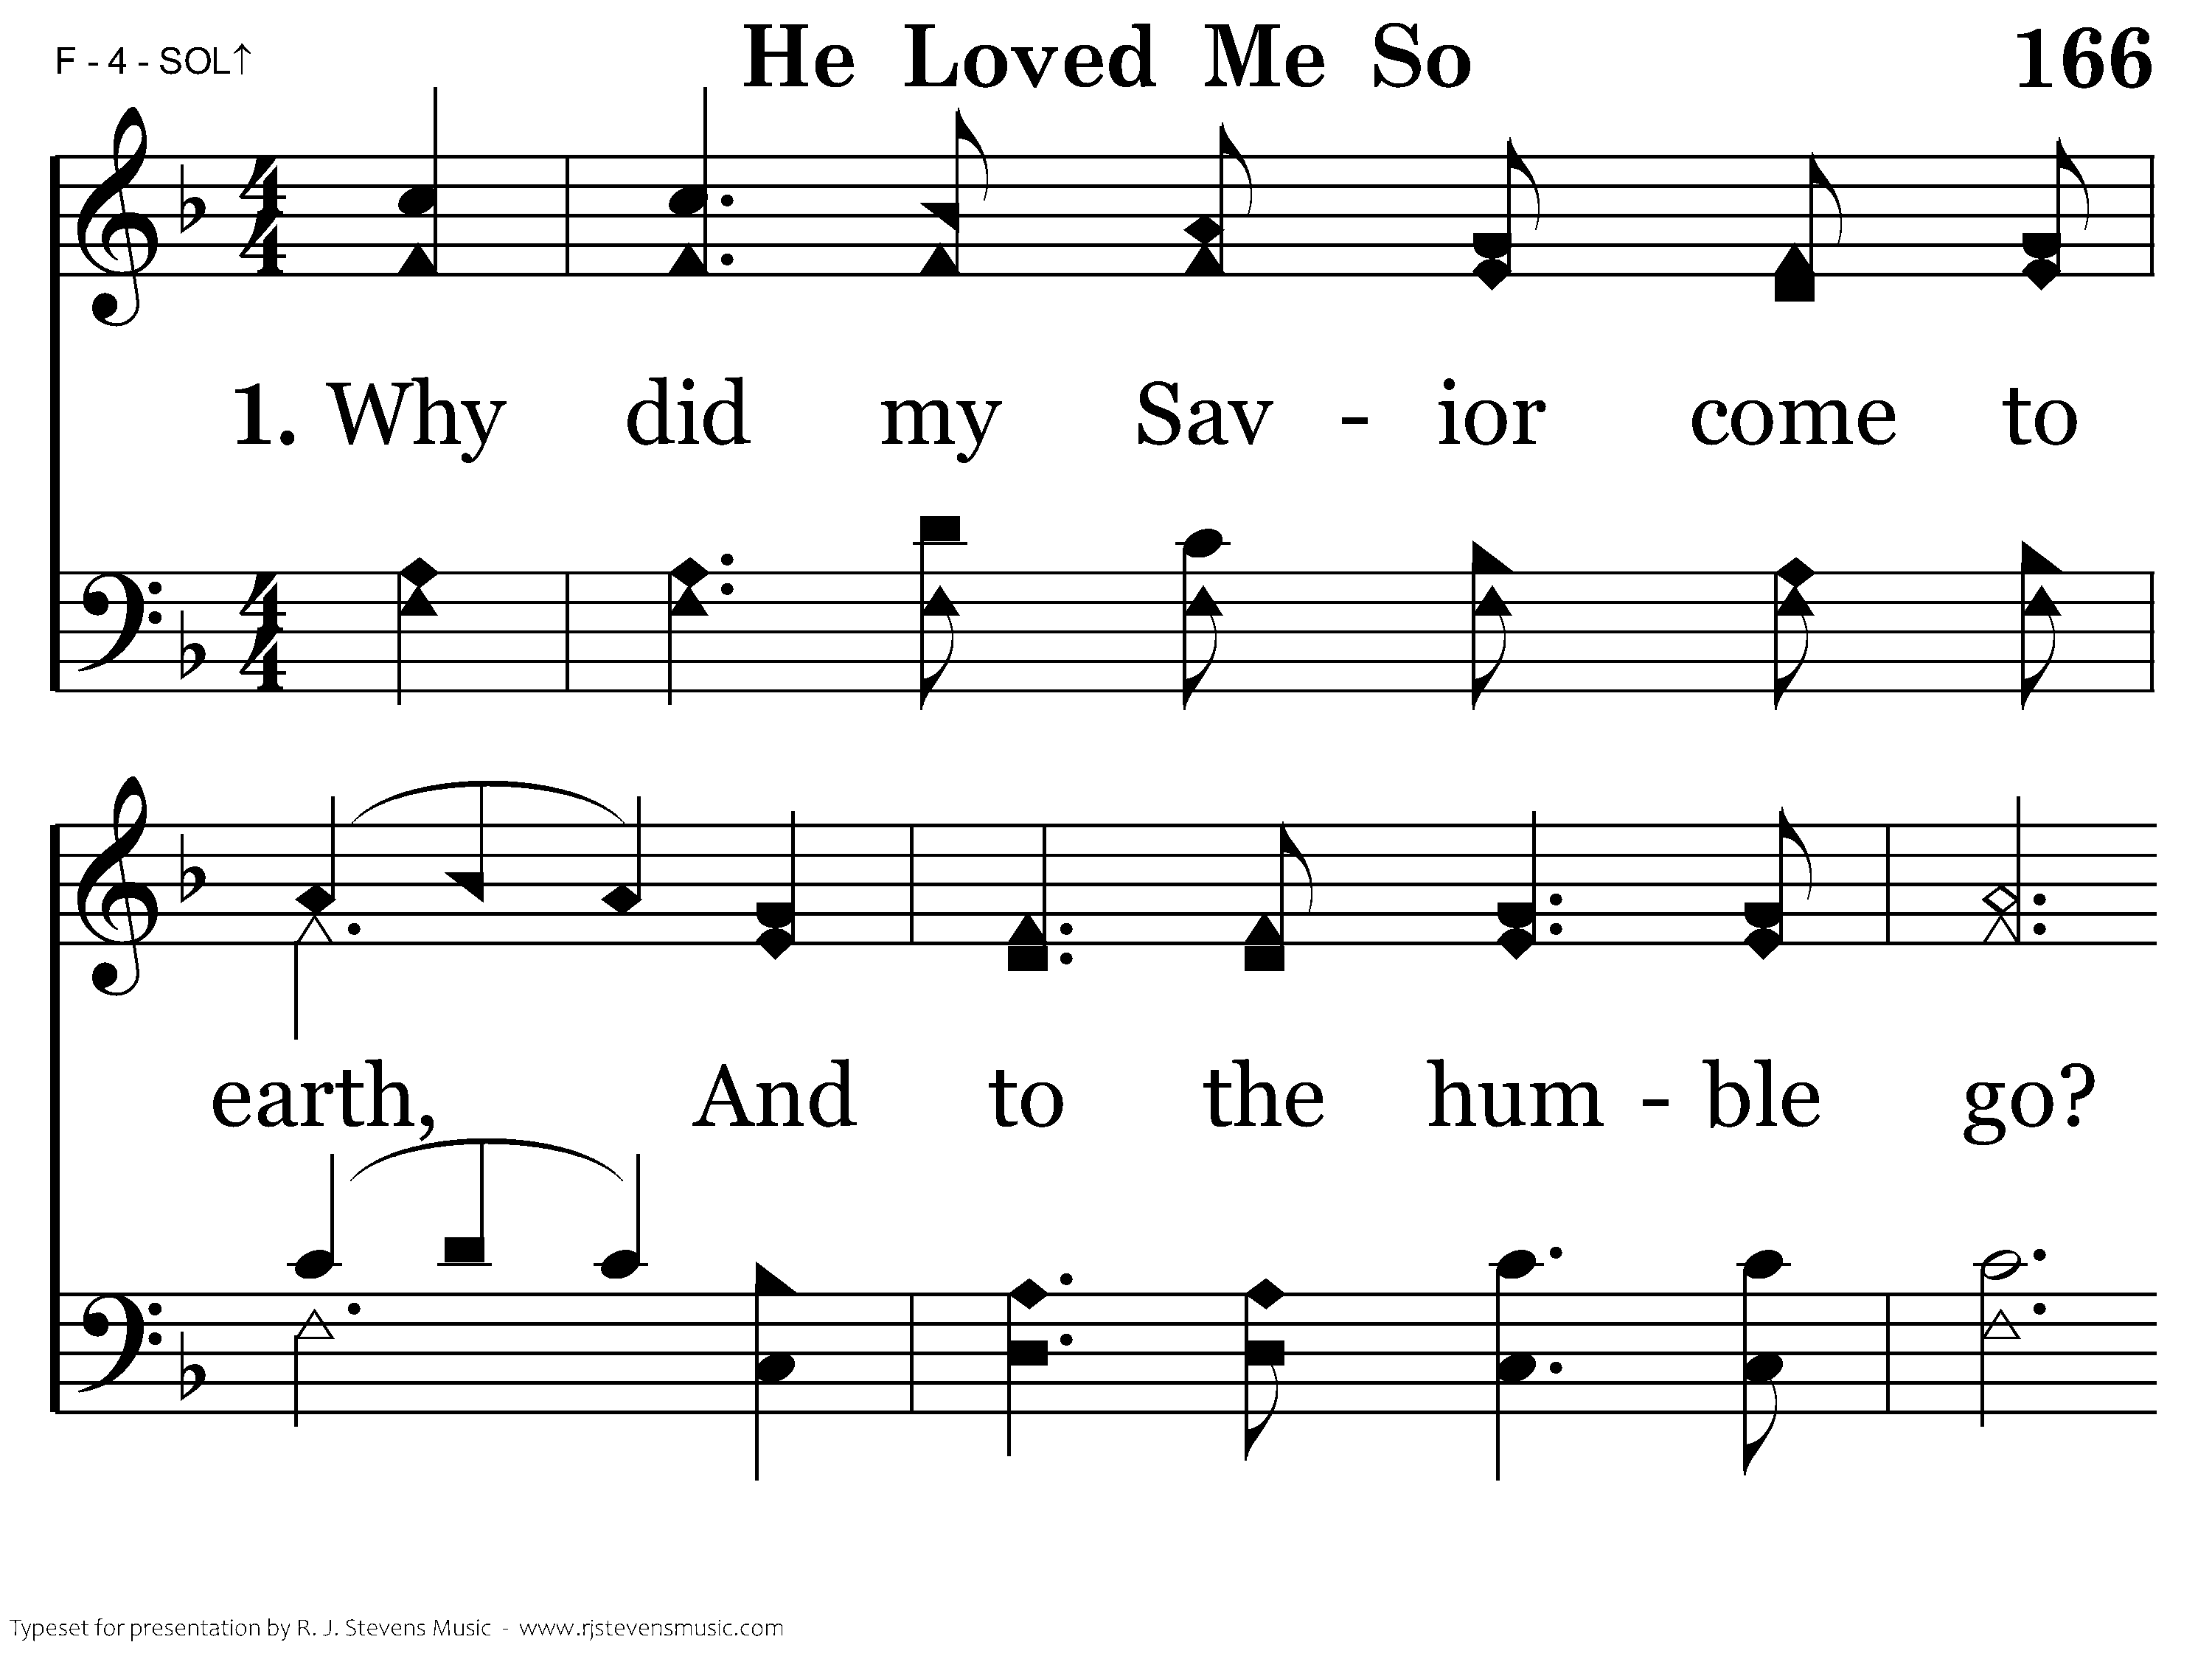 F - 4 - SOL↑ He Loved Me So 166
1. Why did my Sav - ior come to
earth, And to the hum - ble go?
Typeset for presentation by R. J. Stevens Music - www.rjstevensmusic.com